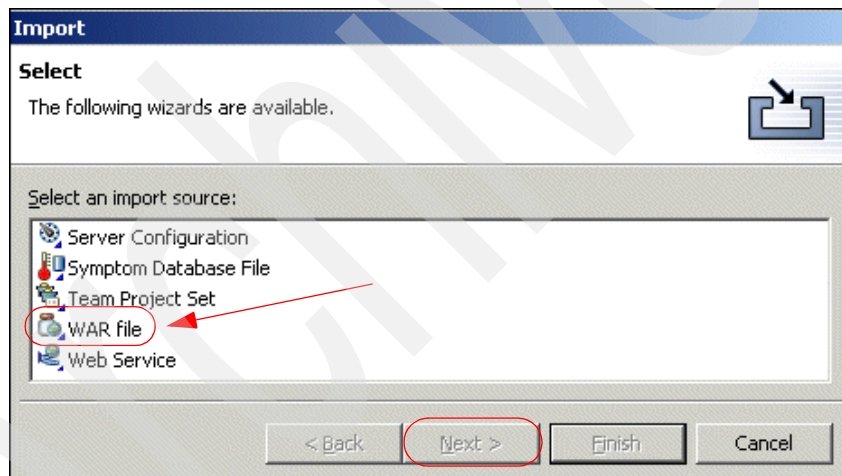 Import
Select
The following wizards are available.
Select an import source:
Server Configuration
Symptom Database File
Team Project Set
WAR file
Web Service
< Back Next > Finish Cancel